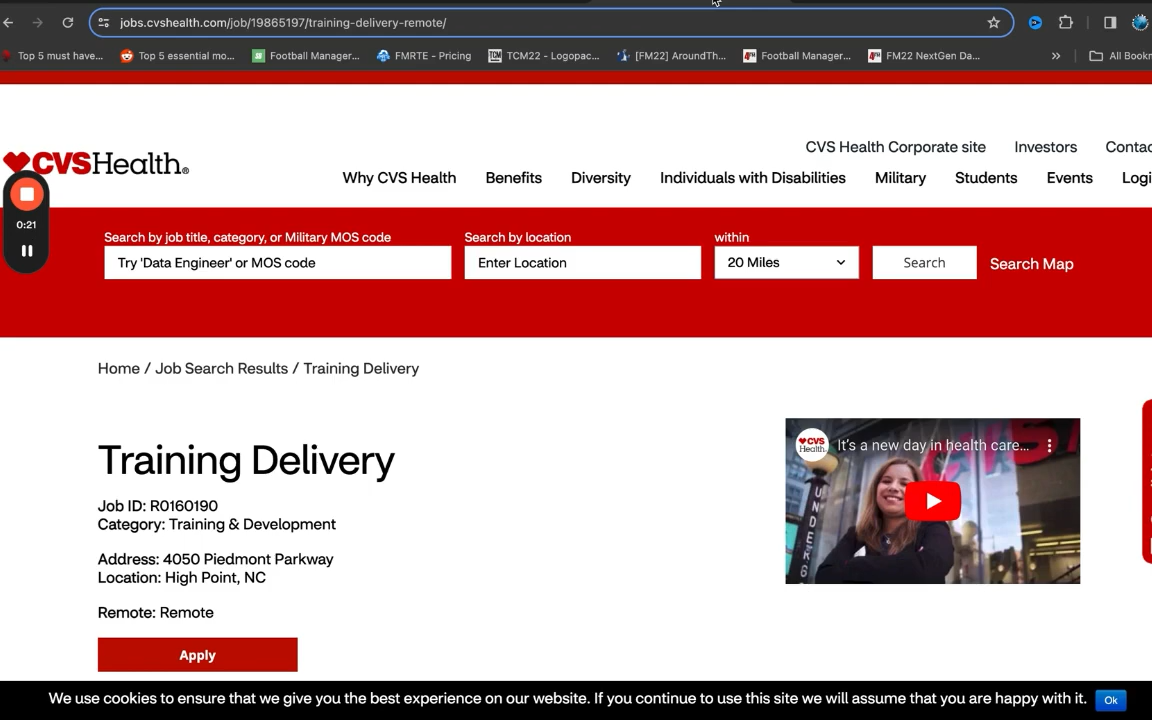 jobs.cvshealth.com/job/19865197/training-delivery-remote/
Top 5 must have...
Top 5 essential mo...
Football Manager...
FMRTE - Pricing
TCM22 - Logopac...
[FM22] AroundTh...
Football Manager...
FM22 NextGen Da...
»
All Bookm
CVS Health Corporate site
Investors
Contac
CVSHealth®
Why CVS Health
Benefits
Diversity
Individuals with Disabilities
Military
Students
Events
Logi
0:21
Search by job title, category, or Military MOS code
Search by location
within
Try 'Data Engineer' or MOS code
Enter Location
20 Miles
Search
Search Map
Home / Job Search Results / Training Delivery
Training Delivery
Job ID: R0160190
Category: Training & Development
Address: 4050 Piedmont Parkway
Location: High Point, NC
Remote: Remote
Apply
CVS
Health.
It's a new day in health care...
UNDERG
We use cookies to ensure that we give you the best experience on our website. If you continue to use this site we will assume that you are happy with it.
Ok